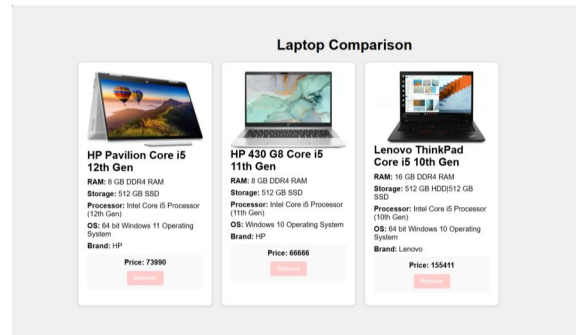 Laptop Comparison
HP Pavilion Core i5
12th Gen
RAM: 8 GB DDR4 RAM
Storage: 512 GB SSD
Processor: Intel Core i5 Processor
(12th Gen)
OS: 64 bit Windows 11 Operating
System
Brand: HP
Price: 73990
Remove
HP 430 G8 Core i5
11th Gen
RAM: 8 GB DDR4 RAM
Storage: 512 GB SSD
Processor: Intel Core i5 Processor
(11th Gen)
OS: Windows 10 Operating System
Brand: HP
Price: 66666
Remove
Lenovo ThinkPad
Core i5 10th Gen
RAM: 16 GB DDR4 RAM
Storage: 512 GB HDD|512 GB
SSD
Processor: Intel Core i5 Processor
(10th Gen)
OS: 64 bit Windows 10 Operating
System
Brand: Lenovo
Price: 155411
Remove